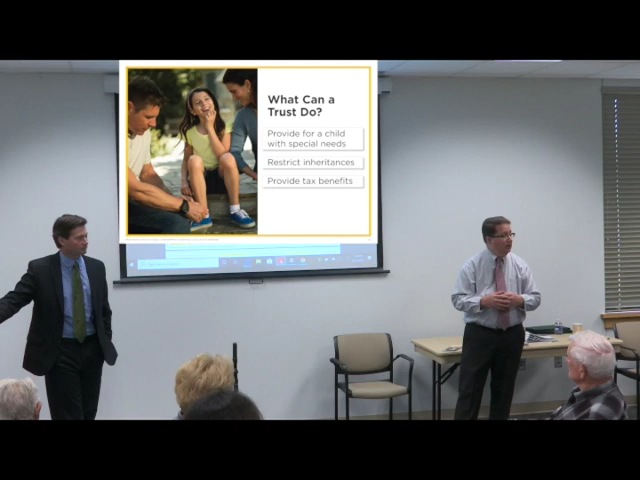 What Can a
Trust Do?
Provide for a child
with special needs
Restrict inheritances
Provide tax benefits